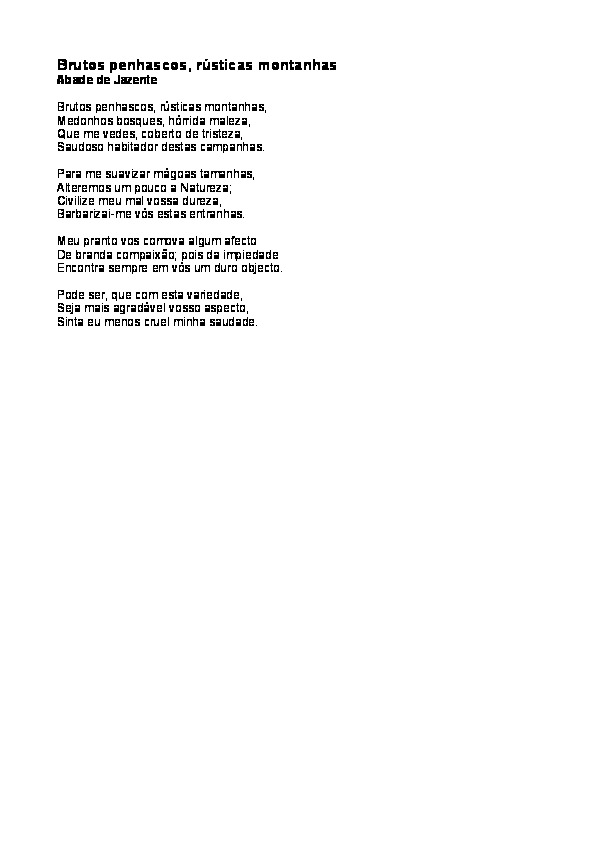 Brutos penhascos, rústicas montanhas
Abade de Jazente
Brutos penhascos, rústicas montanhas,
Medonhos bosques, hórrida maleza,
Que me vedes, coberto de tristeza,
Saudoso habitador destas campanhas.
Para me suavizar mágoas tamanhas,
Alteremos um pouco a Natureza;
Civilize meu mal vossa dureza,
Barbarizai-me vós estas entranhas.
Meu pranto vos comova algum afecto
De branda compaixão; pois da impiedade
Encontra sempre em vós um duro objecto.
Pode ser, que com esta variedade,
Seja mais agradável vosso aspecto,
Sinta eu menos cruel minha saudade.